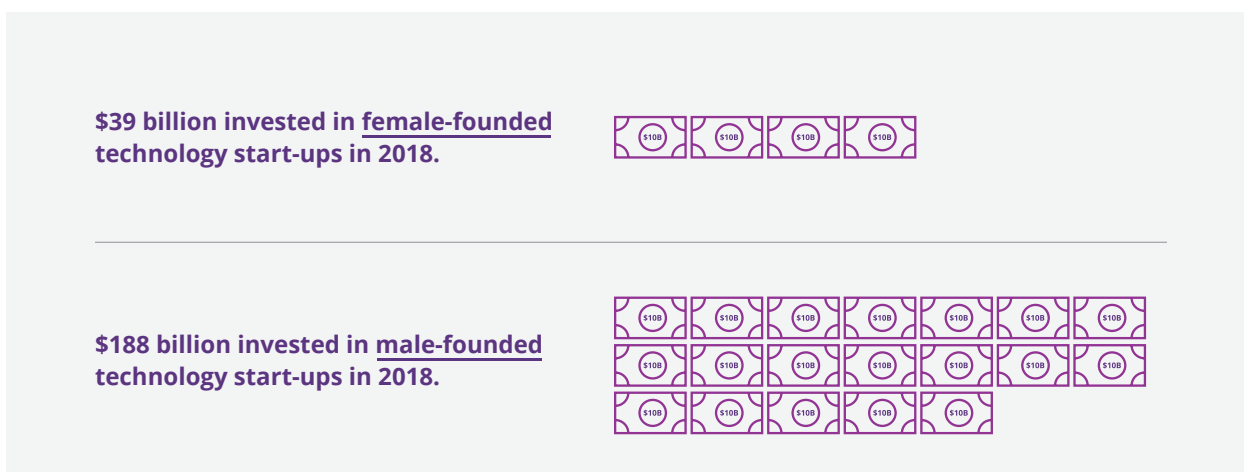 $39 billion invested in female-founded
technology start-ups in 2018.
$10B $10B $10B $10B
$188 billion invested in male-founded
technology start-ups in 2018.
$10B $10B $10B $10B $10B $10B $10B
$10B $10B $10B $10B $10B $10B $10B
$10B $10B $10B $10B $10B